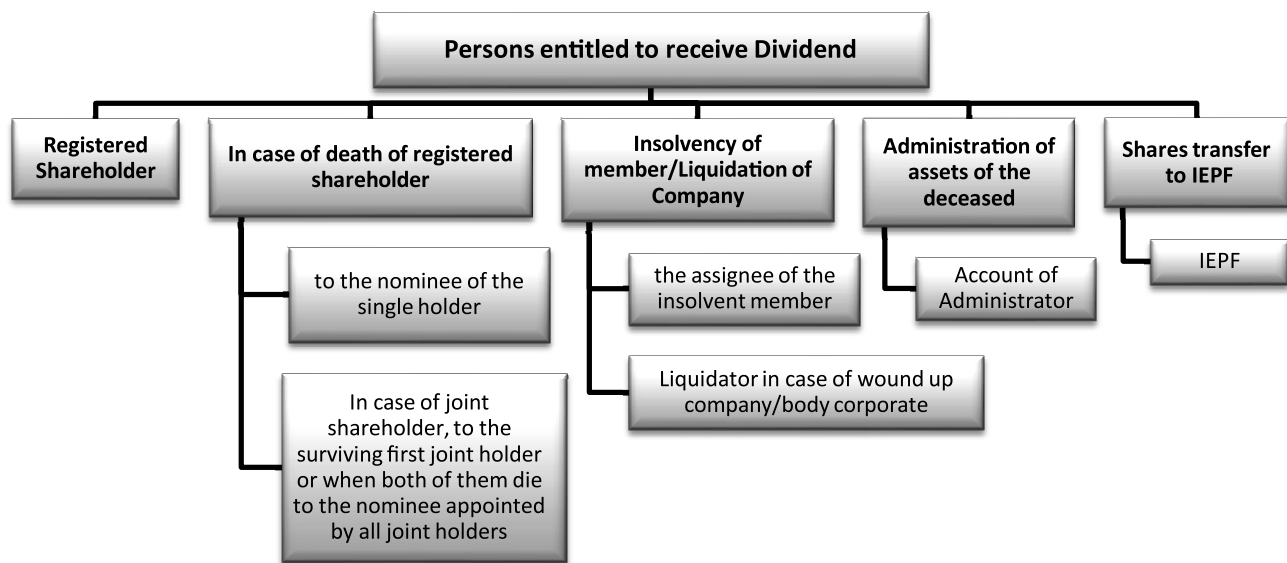 Persons entitled to receive Dividend
Registered
Shareholder
In case of death of registered
shareholder
to the nominee of the
single holder
In case of joint
shareholder, to the
surviving first joint holder
or when both of them die
to the nominee appointed
by all joint holders
Insolvency of
member/Liquidation of
Company
the assignee of the
insolvent member
Liquidator in case of wound up
company/body corporate
Administration of
assets of the
deceased
Account of
Administrator
Shares transfer
to IEPF
IEPF